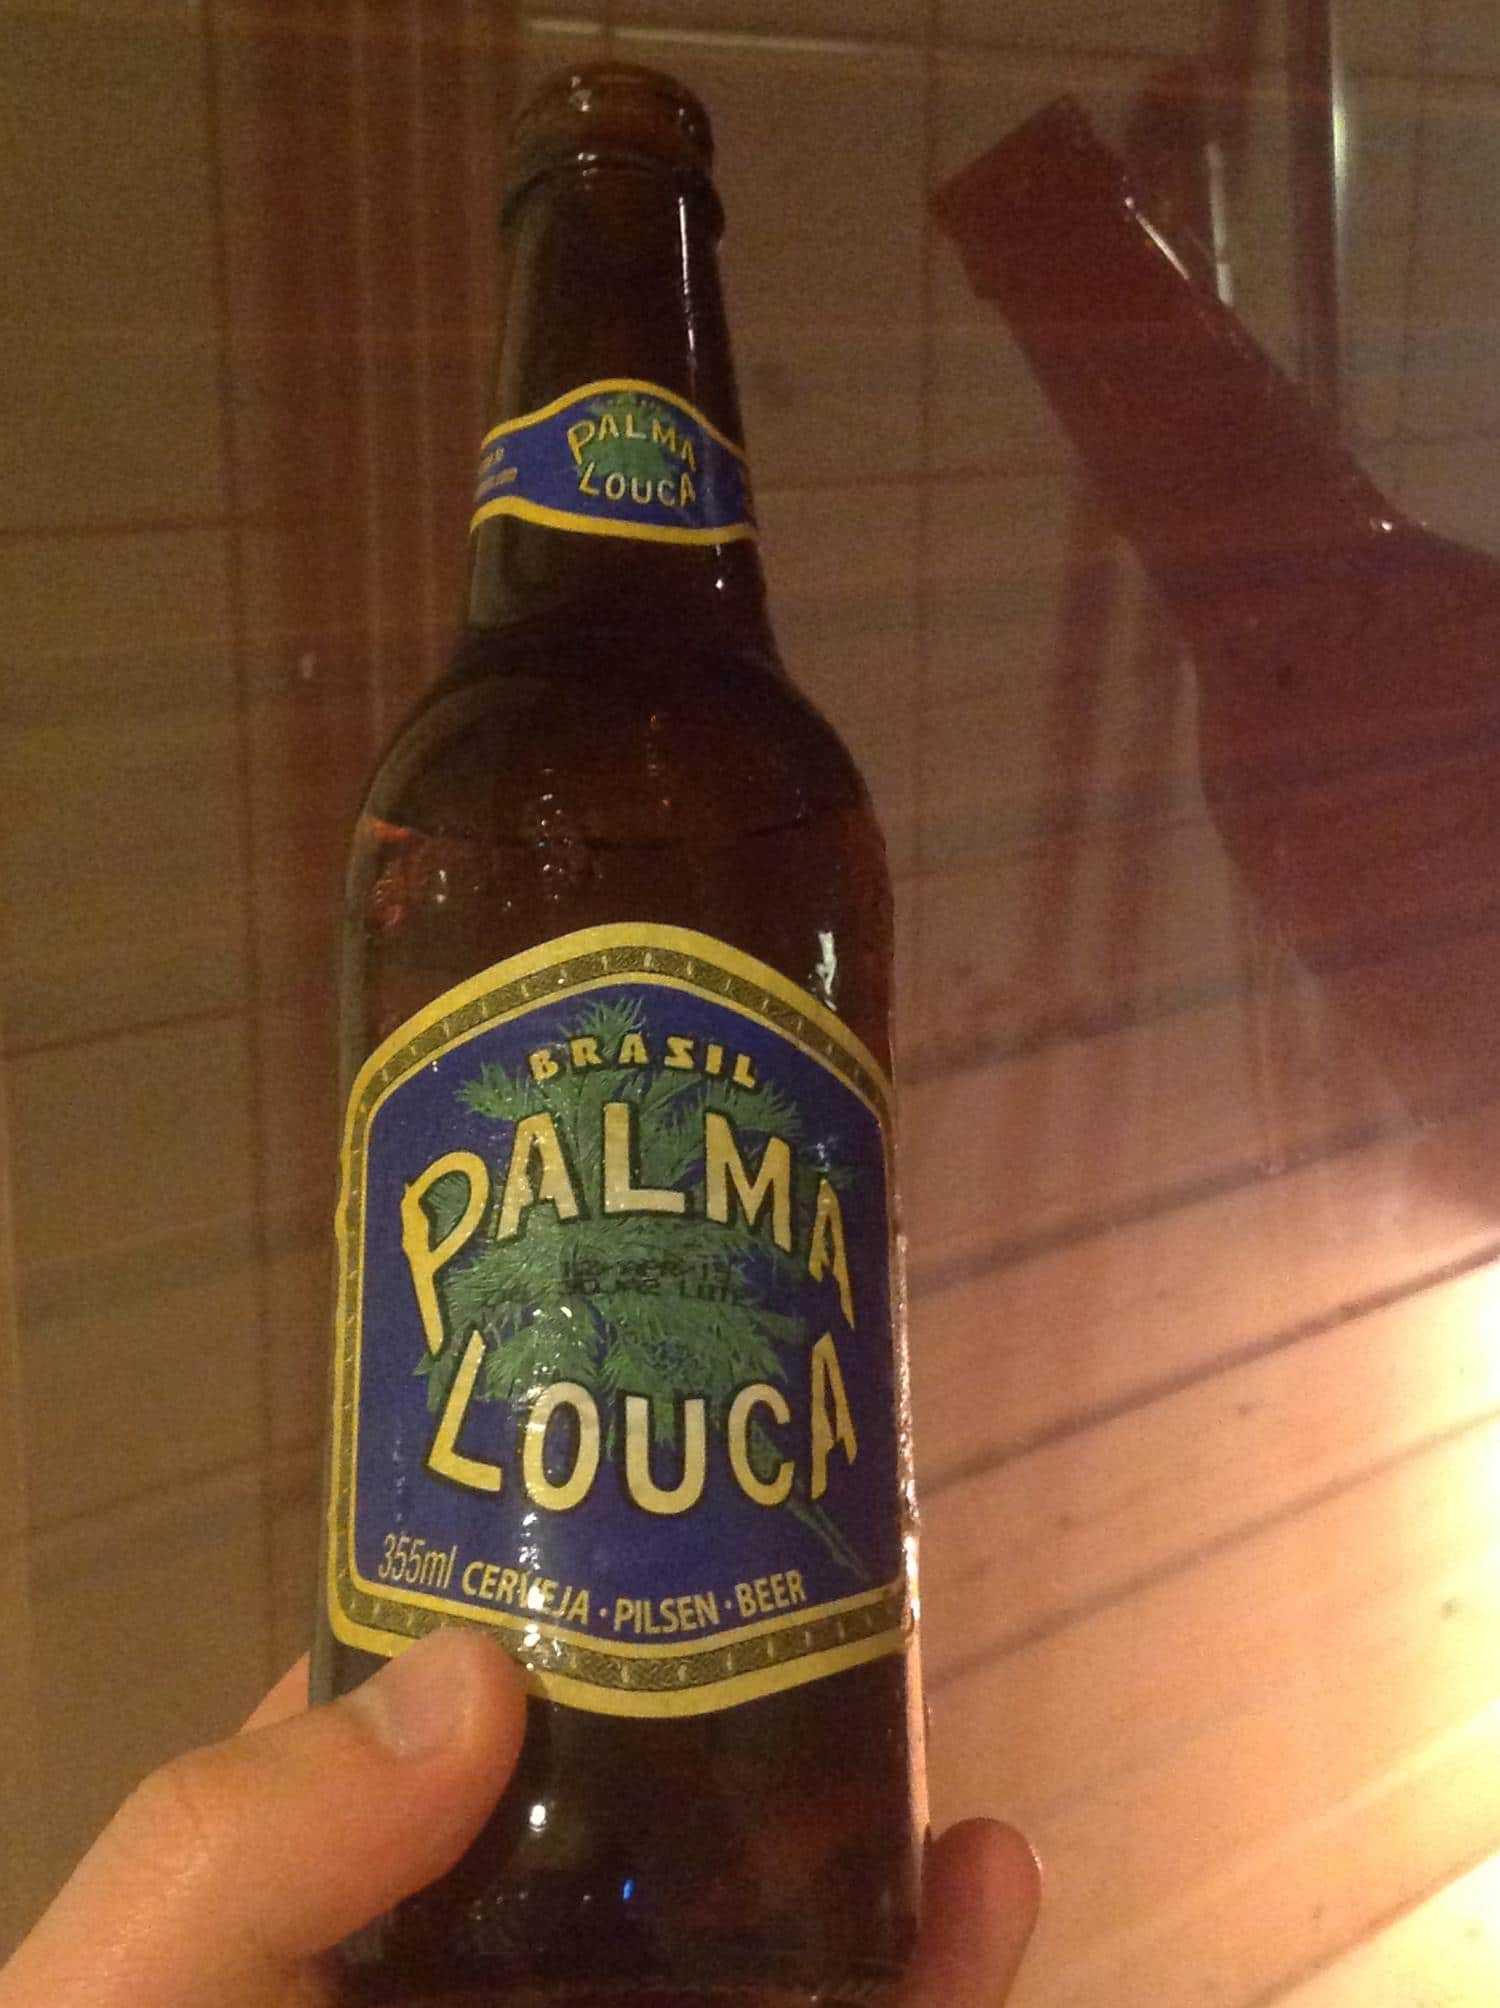 PALMA
LOUCA
BRASIL
PALMA
LOUCA
355ml CERVEJA · PILSEN · BEER